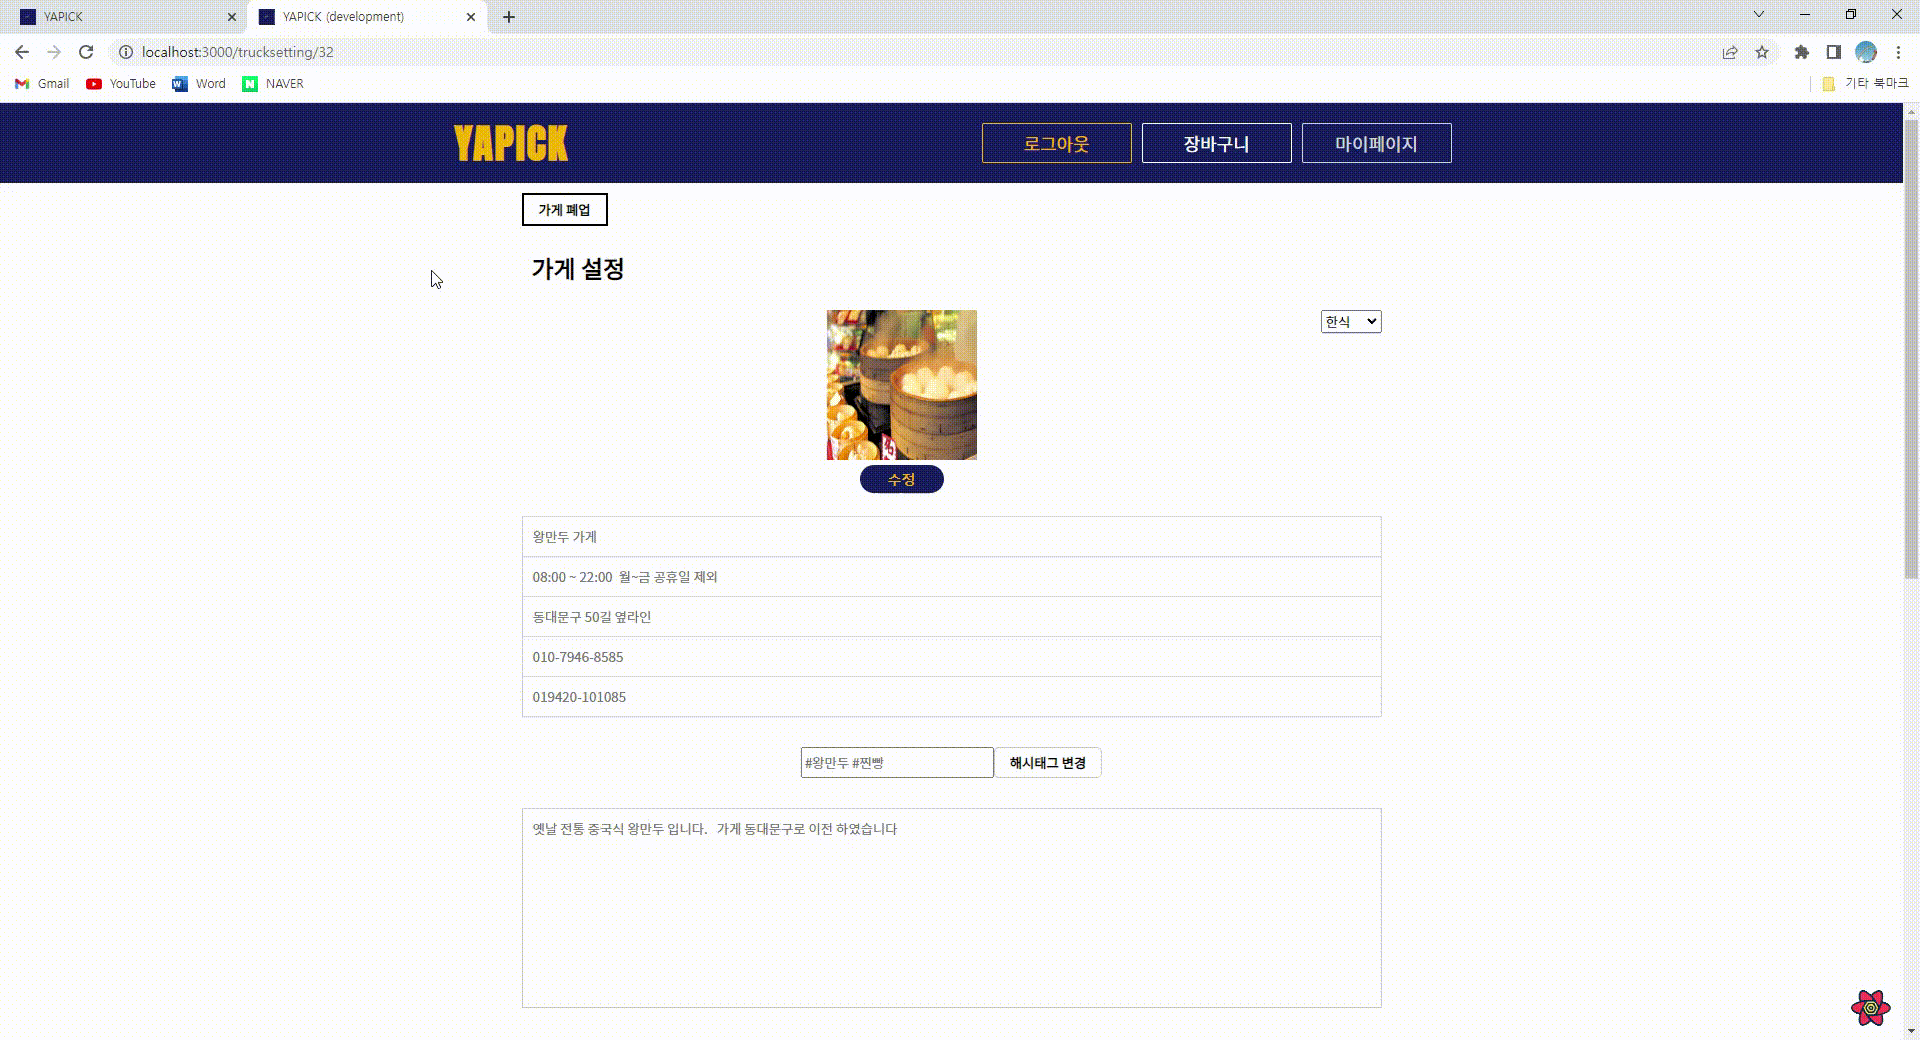 YAPICK
YAPICK (development)
localhost:3000/trucksetting/32
Gmail
YouTube
Word
NAVER
기타 북마크
YAPICK
로그아웃
장바구니
마이페이지
가게 폐업
가게 설정
한식
수정
왕만두 가게
08:00 ~ 22:00 월~금 공휴일 제외
동대문구 50길 옆라인
010-7946-8585
019420-101085
#왕만두 #찐빵
해시태그 변경
옛날 전통 중국식 왕만두 입니다. 가게 동대문구로 이전 하였습니다